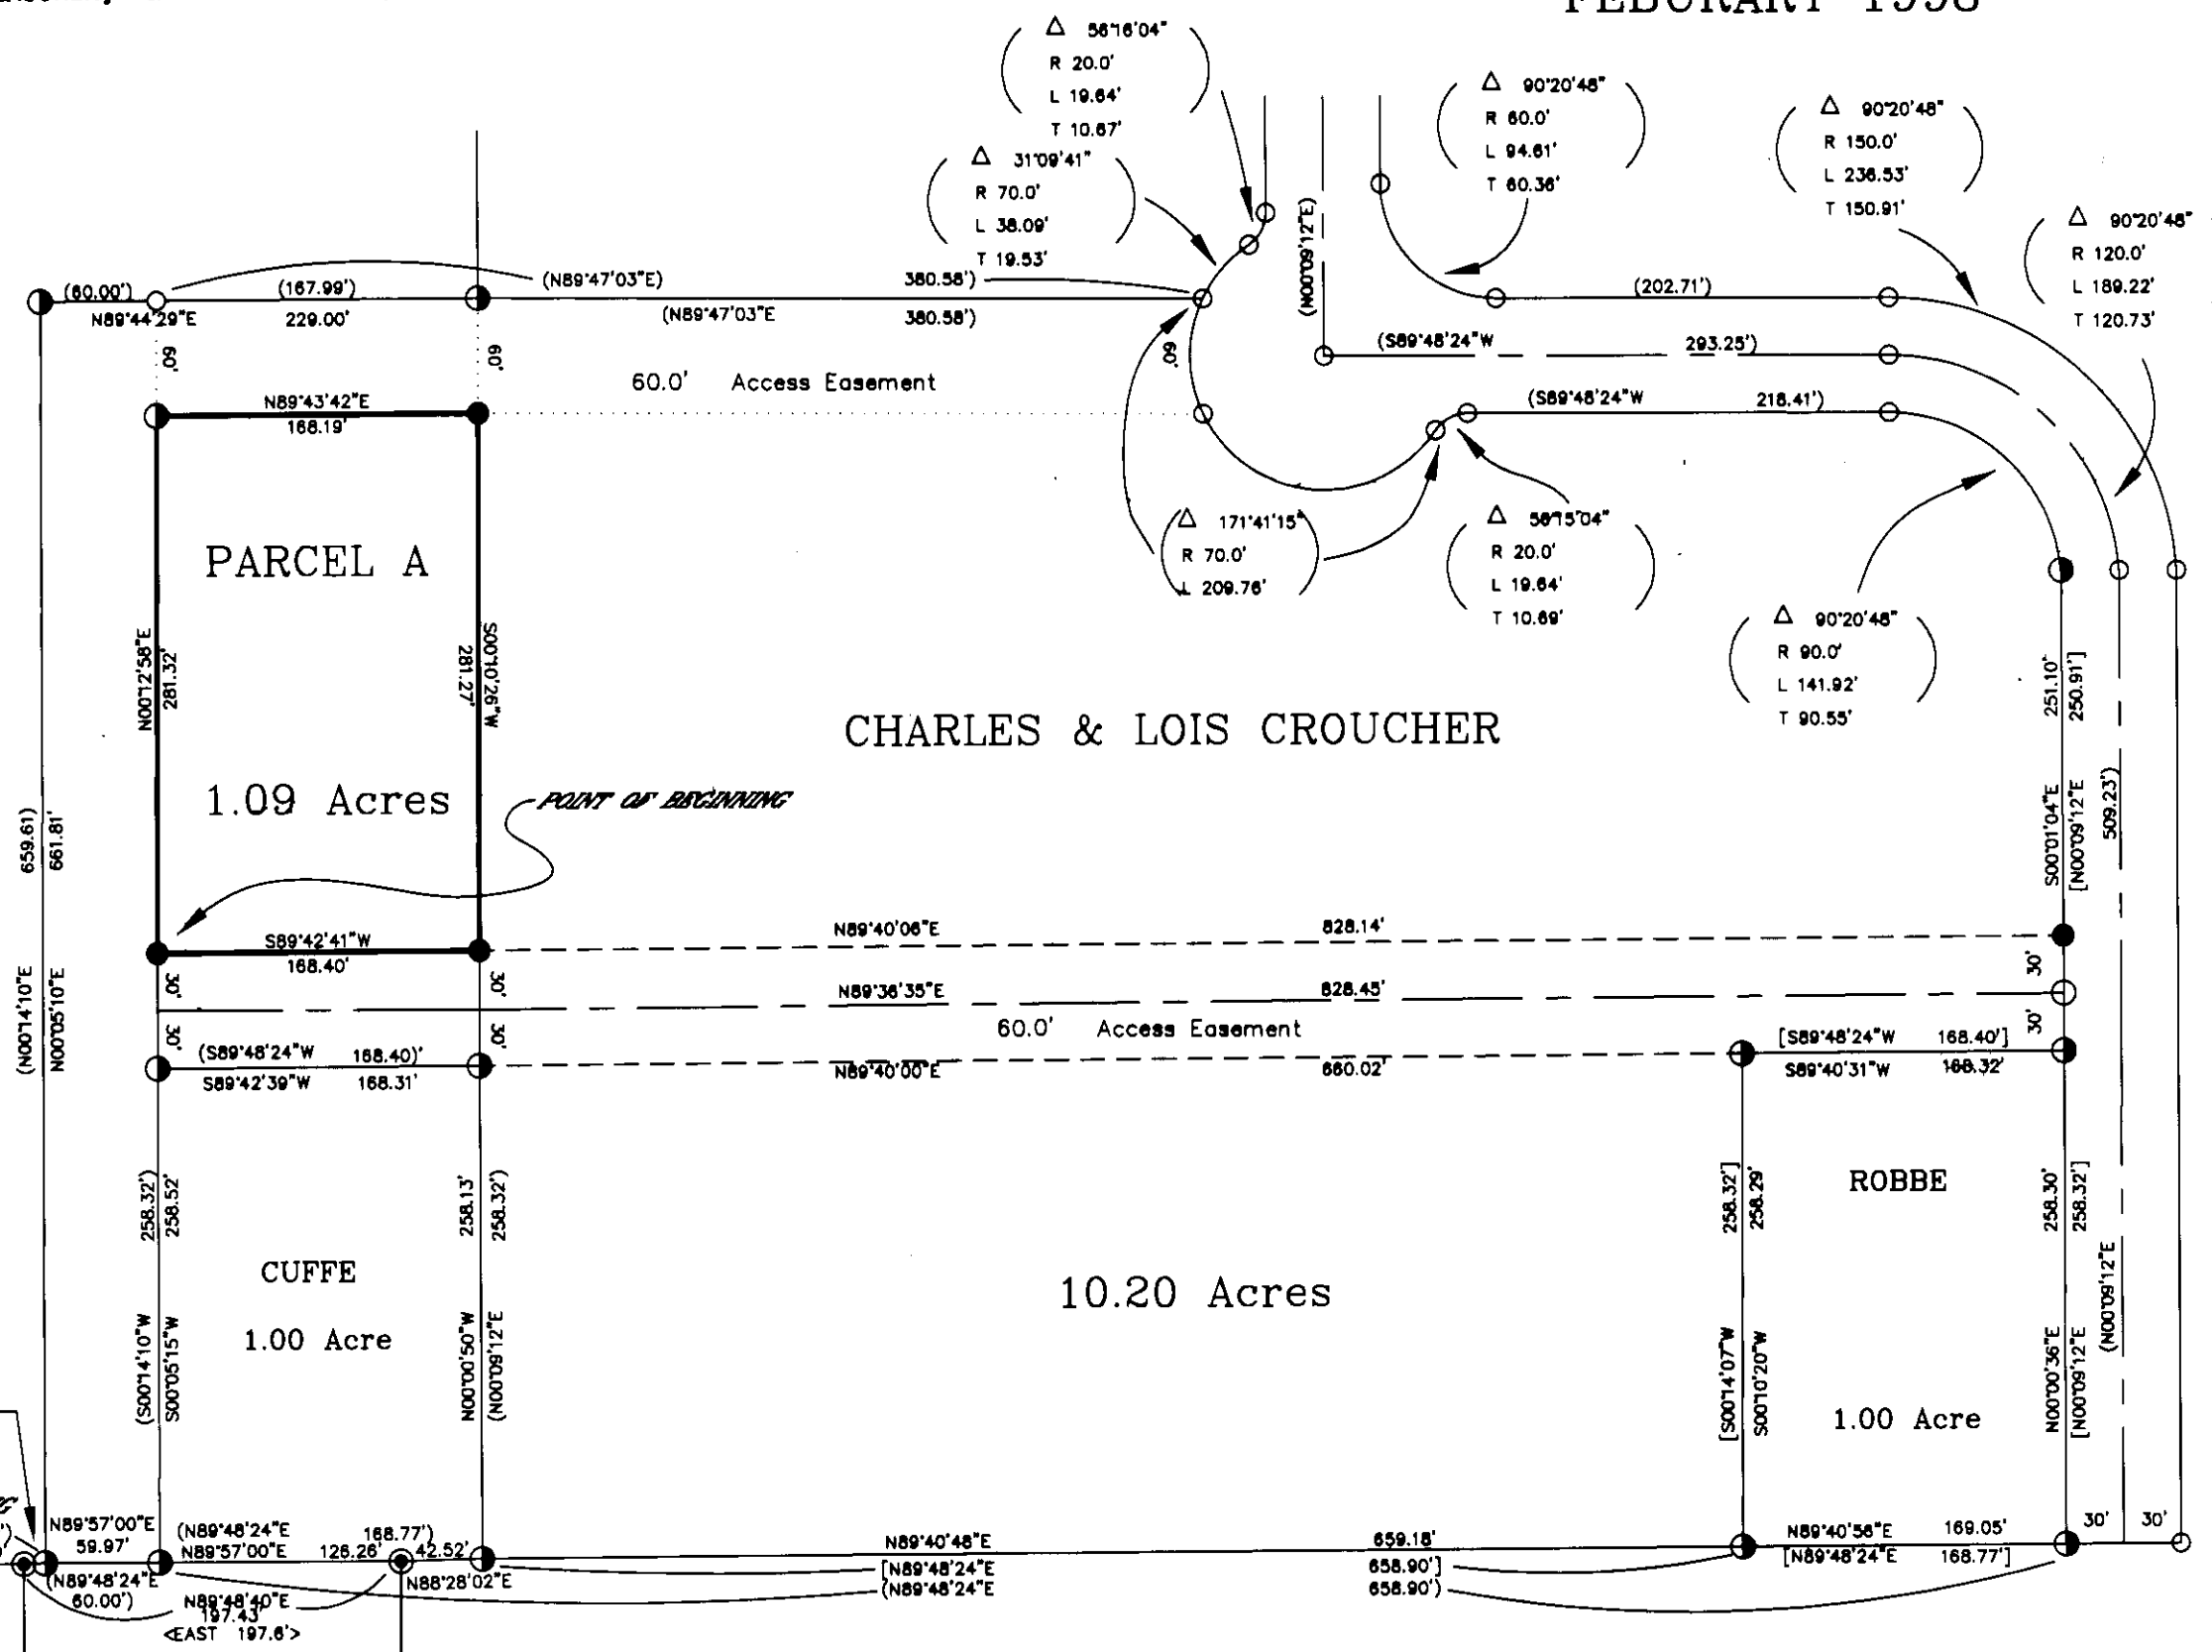 FEBURARY 1998
Δ 56°16'04"
R 20.0'
L 19.64'
T 10.67'
Δ 31°09'41"
R 70.0'
L 38.09'
T 19.53'
Δ 90°20'48"
R 60.0'
L 94.61'
T 60.36'
Δ 90°20'48"
R 150.0'
L 236.53'
T 150.91'
Δ 90°20'48"
R 120.0'
L 189.22'
T 120.73'
(60.00')
(167.99')
(N89°47'03"E)
380.58')
N89°44'29"E
229.00'
(N89°47'03"E
380.58')
(N00°09'12"E)
(202.71')
(S89°48'24"W
293.25')
(S89°48'24"W
218.41')
60'
60'
60'
60.0' Access Easement
N89°43'42"E
168.19'
PARCEL A
1.09 Acres
N00°12'58"E
281.32'
S00°10'26"W
281.27'
Δ 171°41'15"
R 70.0'
L 209.76'
Δ 56°15'04"
R 20.0'
L 19.64'
T 10.69'
Δ 90°20'48"
R 90.0'
L 141.92'
T 90.55'
CHARLES & LOIS CROUCHER
POINT OF BEGINNING
251.10'
250.91']
S00°01'04"E
[N00°09'12"E
509.23')
(N00°09'12"E
659.61)
661.81'
(N00°14'10"E
N00°05'10"E
S89°42'41"W
168.40'
N89°40'06"E
828.14'
30'
30'
30'
N89°36'35"E
828.45'
30'
30'
30'
60.0' Access Easement
(S89°48'24"W
168.40)'
S89°42'39"W
168.31'
N89°40'00"E
660.02'
[S89°48'24"W
168.40']
S89°40'31"W
168.32'
258.32')
258.52'
(S00°14'10"W
S00°05'15"W
CUFFE
1.00 Acre
258.13'
258.32')
N00°00'50"W
(N00°09'12"E
10.20 Acres
258.32']
258.29'
[S00°14'07"W
S00°10'20"W
ROBBE
1.00 Acre
258.30'
258.32']
N00°00'36"E
[N00°09'12"E
N89°57'00"E
59.97'
(N89°48'24"E
60.00')
(N89°48'24"E
168.77')
N89°57'00"E
126.26'
42.52'
N88°28'02"E
N89°48'40"E
197.43'
<EAST 197.6'>
N89°40'48"E
659.18'
[N89°48'24"E
658.90']
(N89°48'24"E
658.90')
N89°40'56"E
169.05'
[N89°48'24"E
168.77']
30'
30'